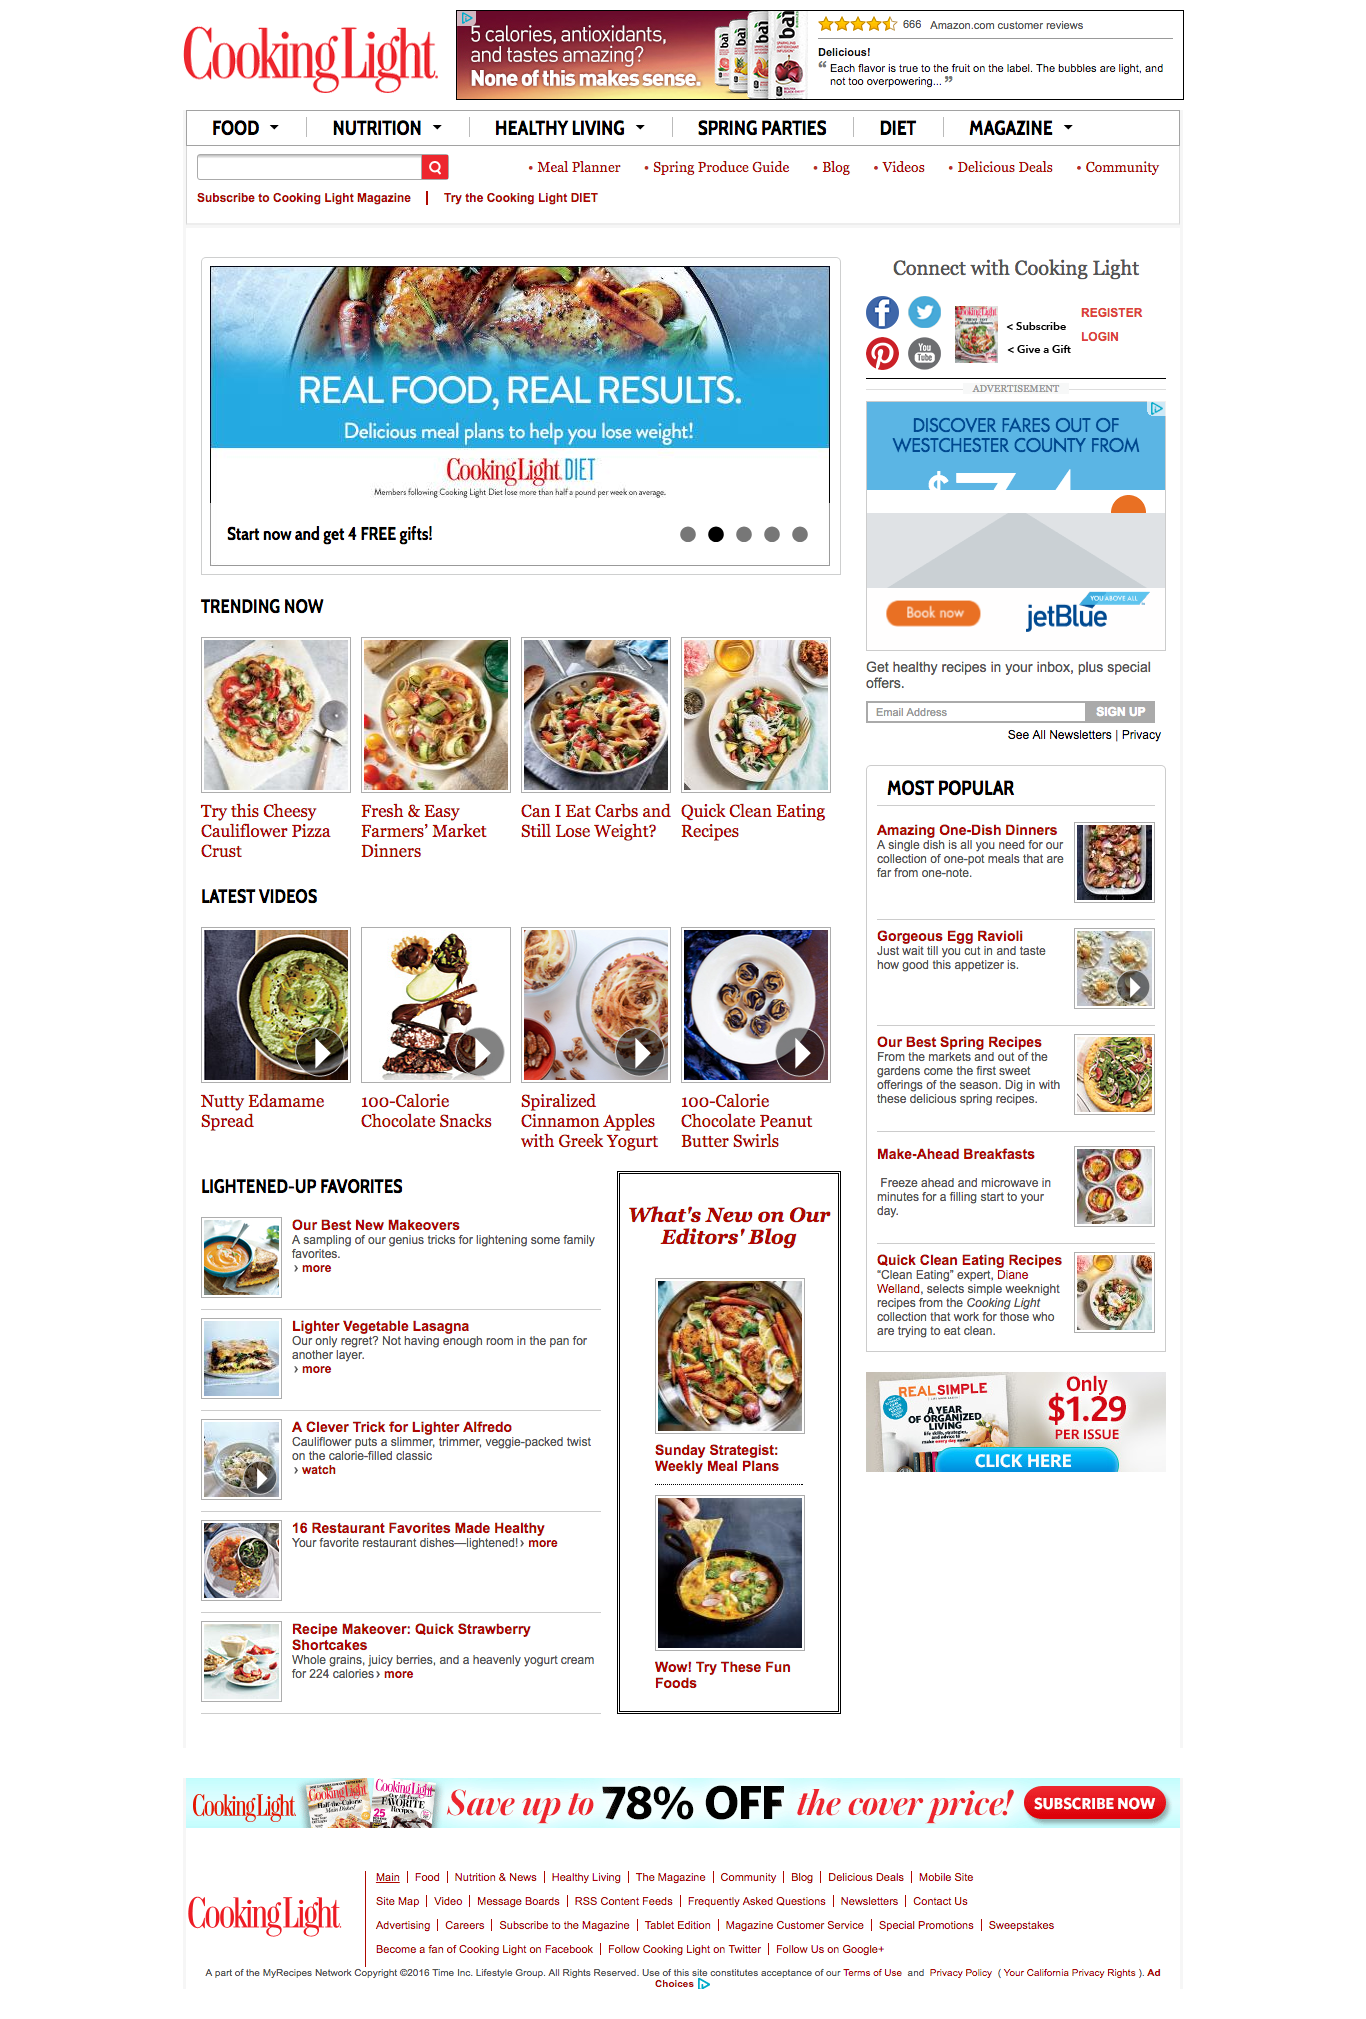 CookingLight
5 calories, antioxidants,
and tastes amazing?
None of this makes sense.
bai
bai
bai
bai
666 Amazon.com customer reviews
Delicious!
“ Each flavor is true to the fruit on the label. The bubbles are light, and
not too overpowering... ”
FOOD NUTRITION HEALTHY LIVING SPRING PARTIES DIET MAGAZINE
• Meal Planner • Spring Produce Guide • Blog • Videos • Delicious Deals • Community
Subscribe to Cooking Light Magazine | Try the Cooking Light DIET
REAL FOOD, REAL RESULTS.
Delicious meal plans to help you lose weight!
CookingLight DIET
Members following Cooking Light Diet lose more than half a pound per week on average.
Start now and get 4 FREE gifts!
TRENDING NOW
Try this Cheesy
Cauliflower Pizza
Crust
Fresh & Easy
Farmers’ Market
Dinners
Can I Eat Carbs and
Still Lose Weight?
Quick Clean Eating
Recipes
LATEST VIDEOS
Nutty Edamame
Spread
100-Calorie
Chocolate Snacks
Spiralized
Cinnamon Apples
with Greek Yogurt
100-Calorie
Chocolate Peanut
Butter Swirls
LIGHTENED-UP FAVORITES
Our Best New Makeovers
A sampling of our genius tricks for lightening some family
favorites.
› more
Lighter Vegetable Lasagna
Our only regret? Not having enough room in the pan for
another layer.
› more
A Clever Trick for Lighter Alfredo
Cauliflower puts a slimmer, trimmer, veggie-packed twist
on the calorie-filled classic
› watch
16 Restaurant Favorites Made Healthy
Your favorite restaurant dishes—lightened!› more
Recipe Makeover: Quick Strawberry
Shortcakes
Whole grains, juicy berries, and a heavenly yogurt cream
for 224 calories› more
What's New on Our
Editors' Blog
Sunday Strategist:
Weekly Meal Plans
Wow! Try These Fun
Foods
Connect with Cooking Light
You
Tube
CookingLight
< Subscribe
< Give a Gift
REGISTER
LOGIN
ADVERTISEMENT
DISCOVER FARES OUT OF
WESTCHESTER COUNTY FROM
Book now
YOU ABOVE ALL
jetBlue
Get healthy recipes in your inbox, plus special
offers.
Email Address SIGN UP
See All Newsletters | Privacy
MOST POPULAR
Amazing One-Dish Dinners
A single dish is all you need for our
collection of one-pot meals that are
far from one-note.
Gorgeous Egg Ravioli
Just wait till you cut in and taste
how good this appetizer is.
Our Best Spring Recipes
From the markets and out of the
gardens come the first sweet
offerings of the season. Dig in with
these delicious spring recipes.
Make-Ahead Breakfasts
Freeze ahead and microwave in
minutes for a filling start to your
day.
Quick Clean Eating Recipes
“Clean Eating” expert, Diane
Welland, selects simple weeknight
recipes from the Cooking Light
collection that work for those who
are trying to eat clean.
REALSIMPLE
A YEAR
OF ORGANIZED
LIVING
Only
$1.29
PER ISSUE
CLICK HERE
CookingLight
CookingLight
CookingLight
FAVORITE
25
Save up to 78% OFF the cover price!
SUBSCRIBE NOW
CookingLight
Main | Food | Nutrition & News | Healthy Living | The Magazine | Community | Blog | Delicious Deals | Mobile Site
Site Map | Video | Message Boards | RSS Content Feeds | Frequently Asked Questions | Newsletters | Contact Us
Advertising | Careers | Subscribe to the Magazine | Tablet Edition | Magazine Customer Service | Special Promotions | Sweepstakes
Become a fan of Cooking Light on Facebook | Follow Cooking Light on Twitter | Follow Us on Google+
A part of the MyRecipes Network Copyright ©2016 Time Inc. Lifestyle Group. All Rights Reserved. Use of this site constitutes acceptance of our Terms of Use and Privacy Policy ( Your California Privacy Rights ). Ad
Choices